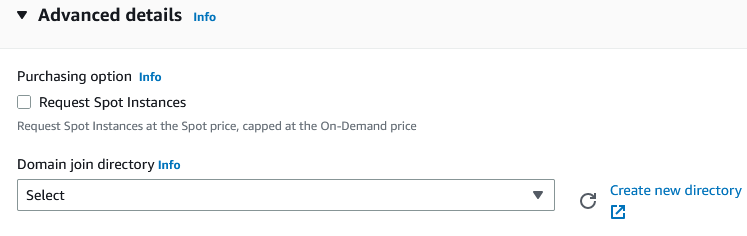 Advanced details Info
Purchasing option Info
Request Spot Instances
Request Spot Instances at the Spot price, capped at the On-Demand price
Domain join directory Info
Select
Create new directory